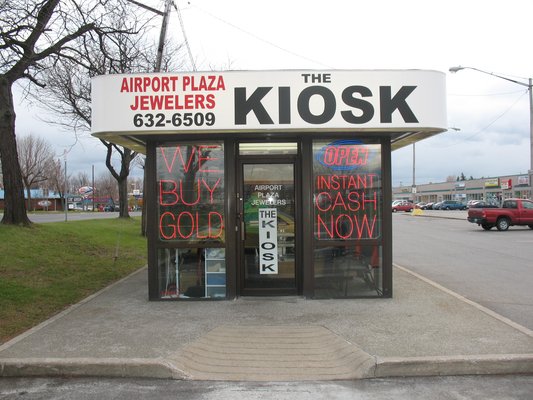 AIRPORT PLAZA
JEWELERS
632-6509
THE
KIOSK
WE
BUY
GOLD
OPEN
INSTANT
CASH
NOW
AIRPORT
PLAZA
JEWELERS
THE
KIOSK